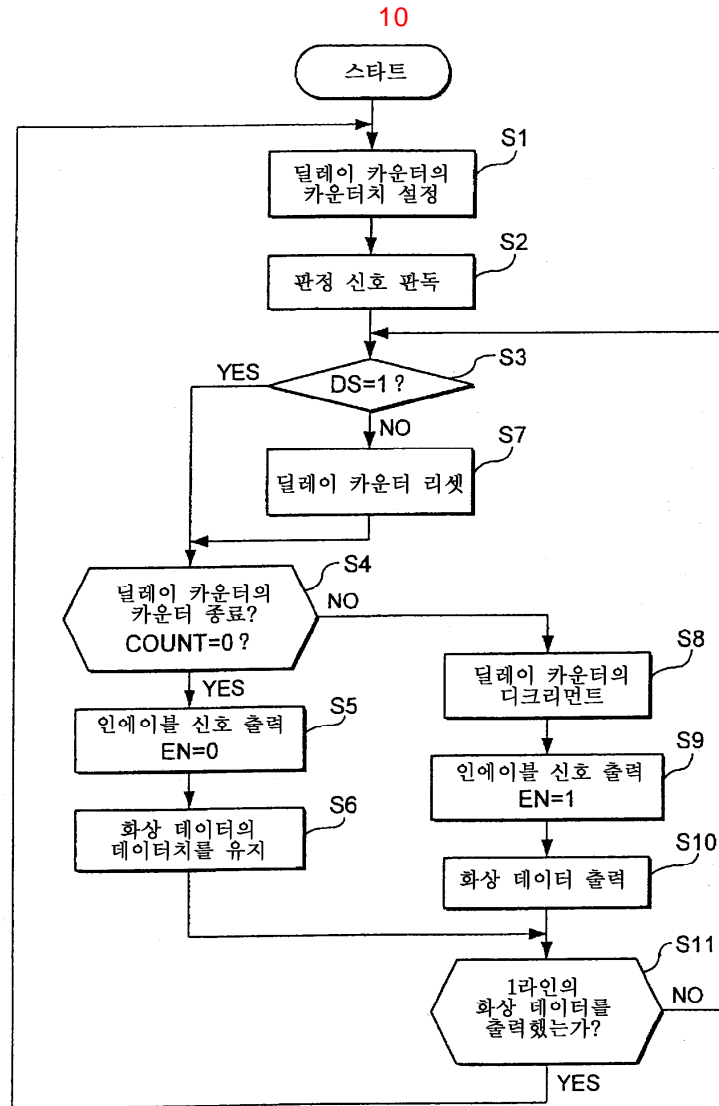 10
스타트
S1
딜레이 카운터의
카운터치 설정
S2
판정 신호 판독
S3
YES
DS=1 ?
NO
S7
딜레이 카운터 리셋
S4
딜레이 카운터의
카운터 종료?
COUNT=0 ?
NO
YES
S8
딜레이 카운터의
디크리먼트
S5
인에이블 신호 출력
EN=0
S9
인에이블 신호 출력
EN=1
S6
화상 데이터의
데이터치를 유지
S10
화상 데이터 출력
S11
1라인의
화상 데이터를
출력했는가?
NO
YES